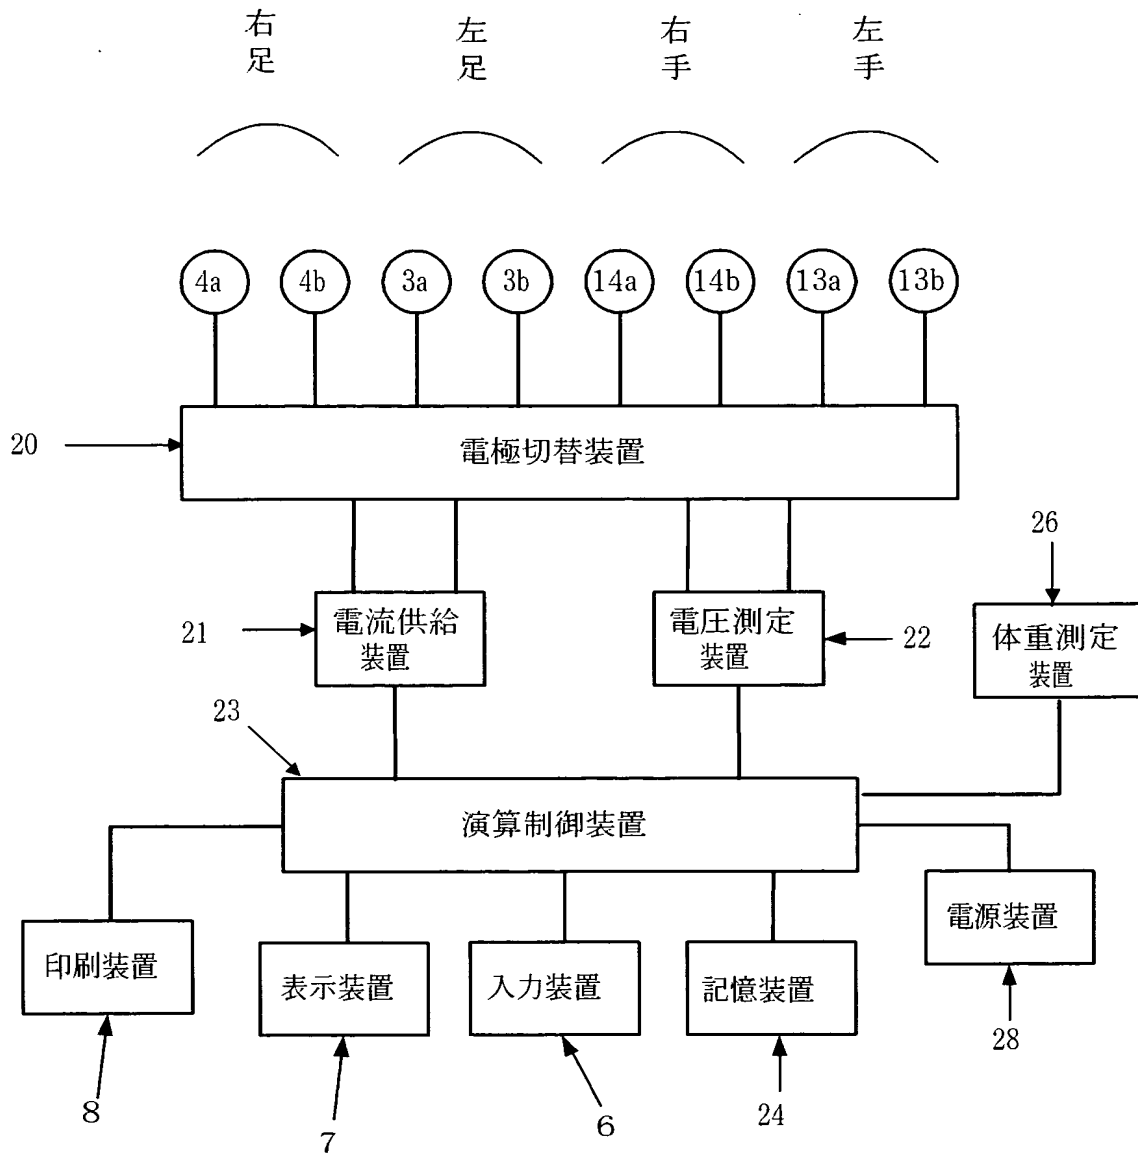 右足
左足
右手
左手
4a
4b
3a
3b
14a
14b
13a
13b
20
電極切替装置
26
21
電流供給
装置
電圧測定
装置
22
体重測定
装置
23
演算制御装置
電源装置
印刷装置
表示装置
入力装置
記憶装置
28
8
7
6
24